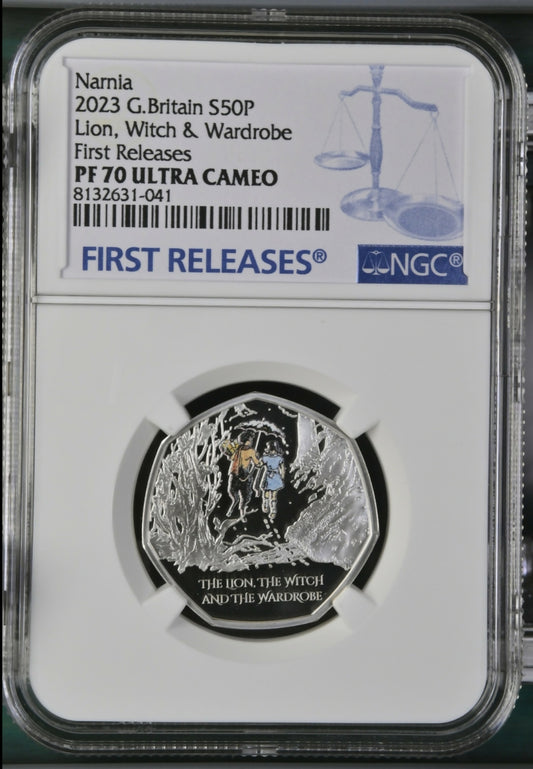 Narnia
2023 G.Britain S50P
Lion, Witch & Wardrobe
First Releases
PF 70 ULTRA CAMEO
8132631-041
FIRST RELEASES®
NGC®
THE LION, THE WITCH
AND THE WARDROBE